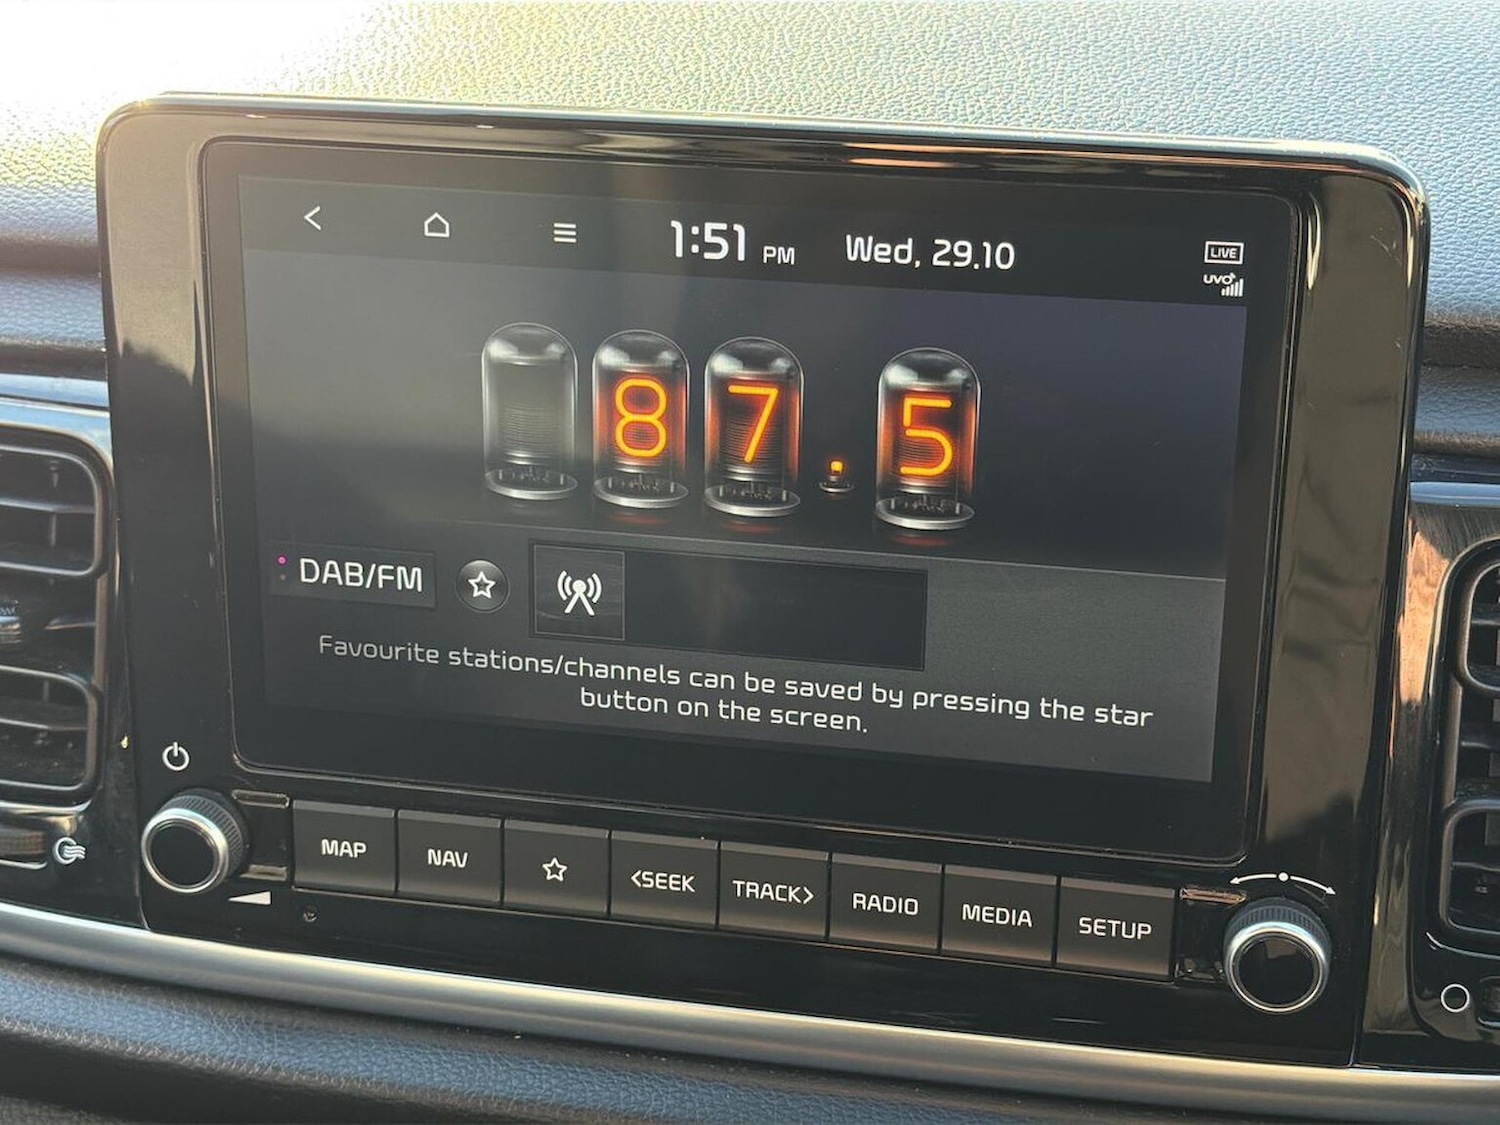 1:51 PM Wed, 29.10
LIVE
UVO
87.5
DAB/FM
Favourite stations/channels can be saved by pressing the star
button on the screen.
MAP NAV <SEEK TRACK> RADIO MEDIA SETUP